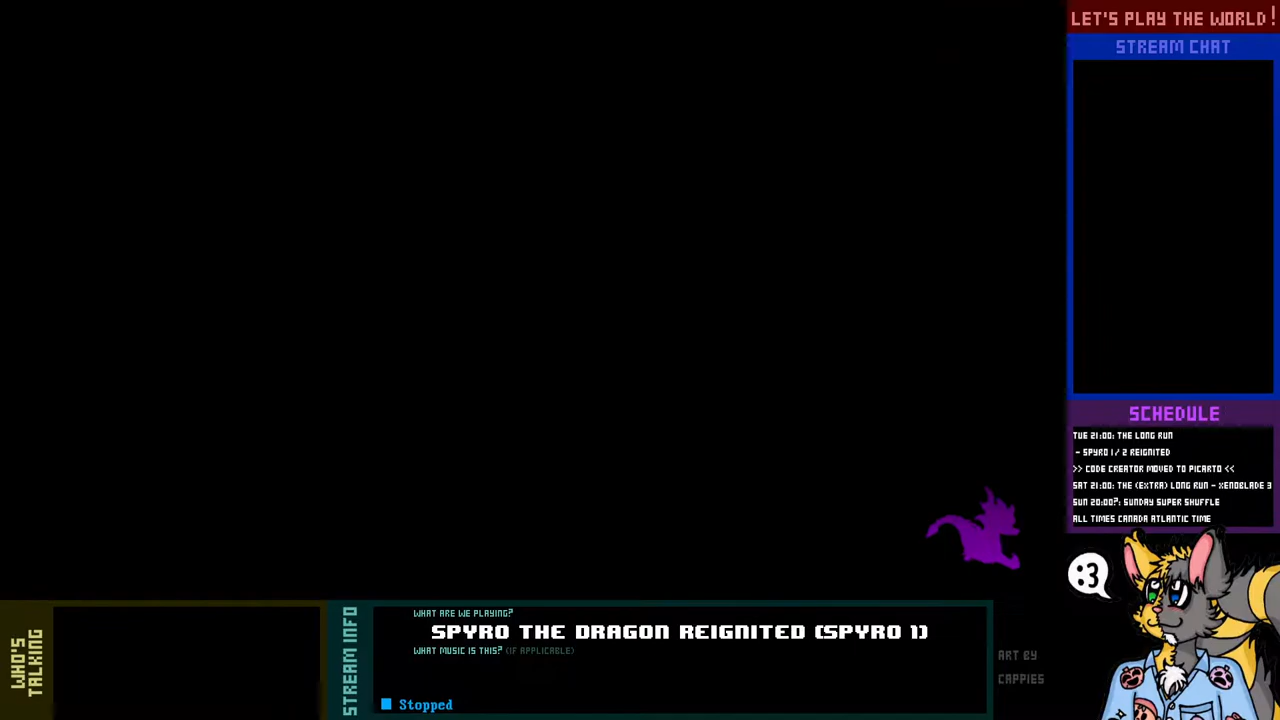 LET'S PLAY THE WORLD!
STREAM CHAT
SCHEDULE
TUE 21:00: THE LONG RUN
- SPYRO 1 / 2 REIGNITED
>> CODE CREATOR MOVED TO PICARTO <<
SAT 21:00: THE (EXTRA) LONG RUN - XENOBLADE 3
SUN 20:00?: SUNDAY SUPER SHUFFLE
ALL TIMES CANADA ATLANTIC TIME
:3
WHO'S
TALKING
STREAM INFO
WHAT ARE WE PLAYING?
SPYRO THE DRAGON REIGNITED (SPYRO 1)
WHAT MUSIC IS THIS? (IF APPLICABLE)
Stopped
ART BY
CAPPIES